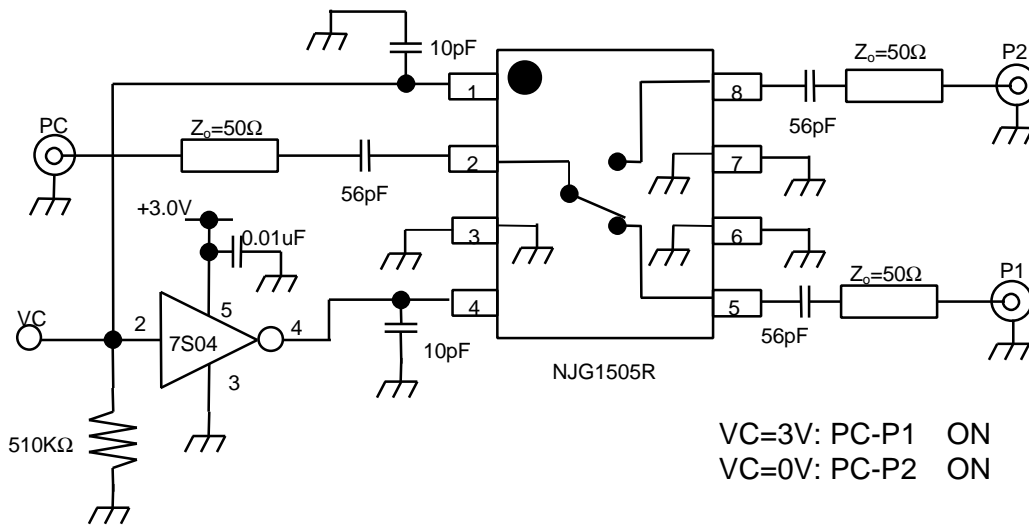 10pF
Zₒ=50Ω
P2
1
8
PC
Zₒ=50Ω
56pF
2
7
56pF
+3.0V
0.01uF
3
6
P1
Zₒ=50Ω
VC
2
5
4
4
5
7S04
56pF
10pF
3
NJG1505R
510KΩ
VC=3V: PC-P1 ON
VC=0V: PC-P2 ON